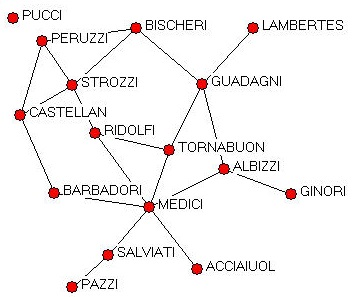 PUCCI
BISCHERI
LAMBERTES
PERUZZI
STROZZI
GUADAGNI
CASTELLAN
RIDOLFI
TORNABUON
ALBIZZI
BARBADORI
GINORI
MEDICI
SALVIATI
ACCIAIUOL
PAZZI